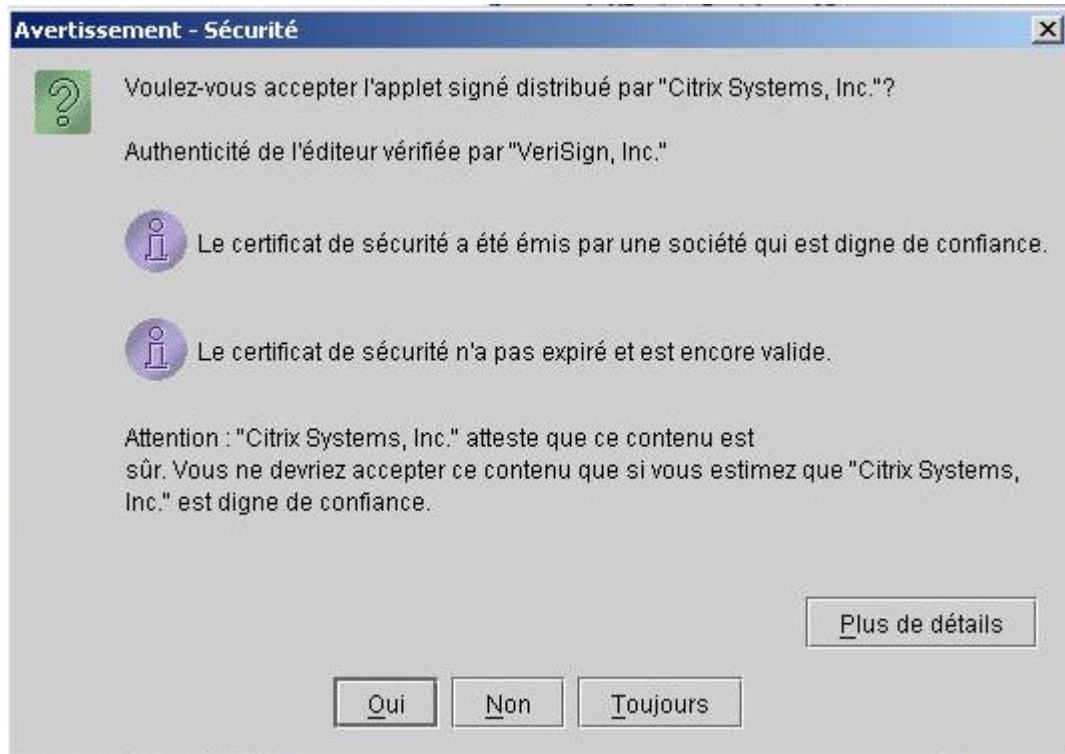 Avertissement - Sécurité
Voulez-vous accepter l'applet signé distribué par "Citrix Systems, Inc."?
Authenticité de l'éditeur vérifiée par "VeriSign, Inc."
Le certificat de sécurité a été émis par une société qui est digne de confiance.
Le certificat de sécurité n'a pas expiré et est encore valide.
Attention : "Citrix Systems, Inc." atteste que ce contenu est
sûr. Vous ne devriez accepter ce contenu que si vous estimez que "Citrix Systems,
Inc." est digne de confiance.
Plus de détails
Oui Non Toujours